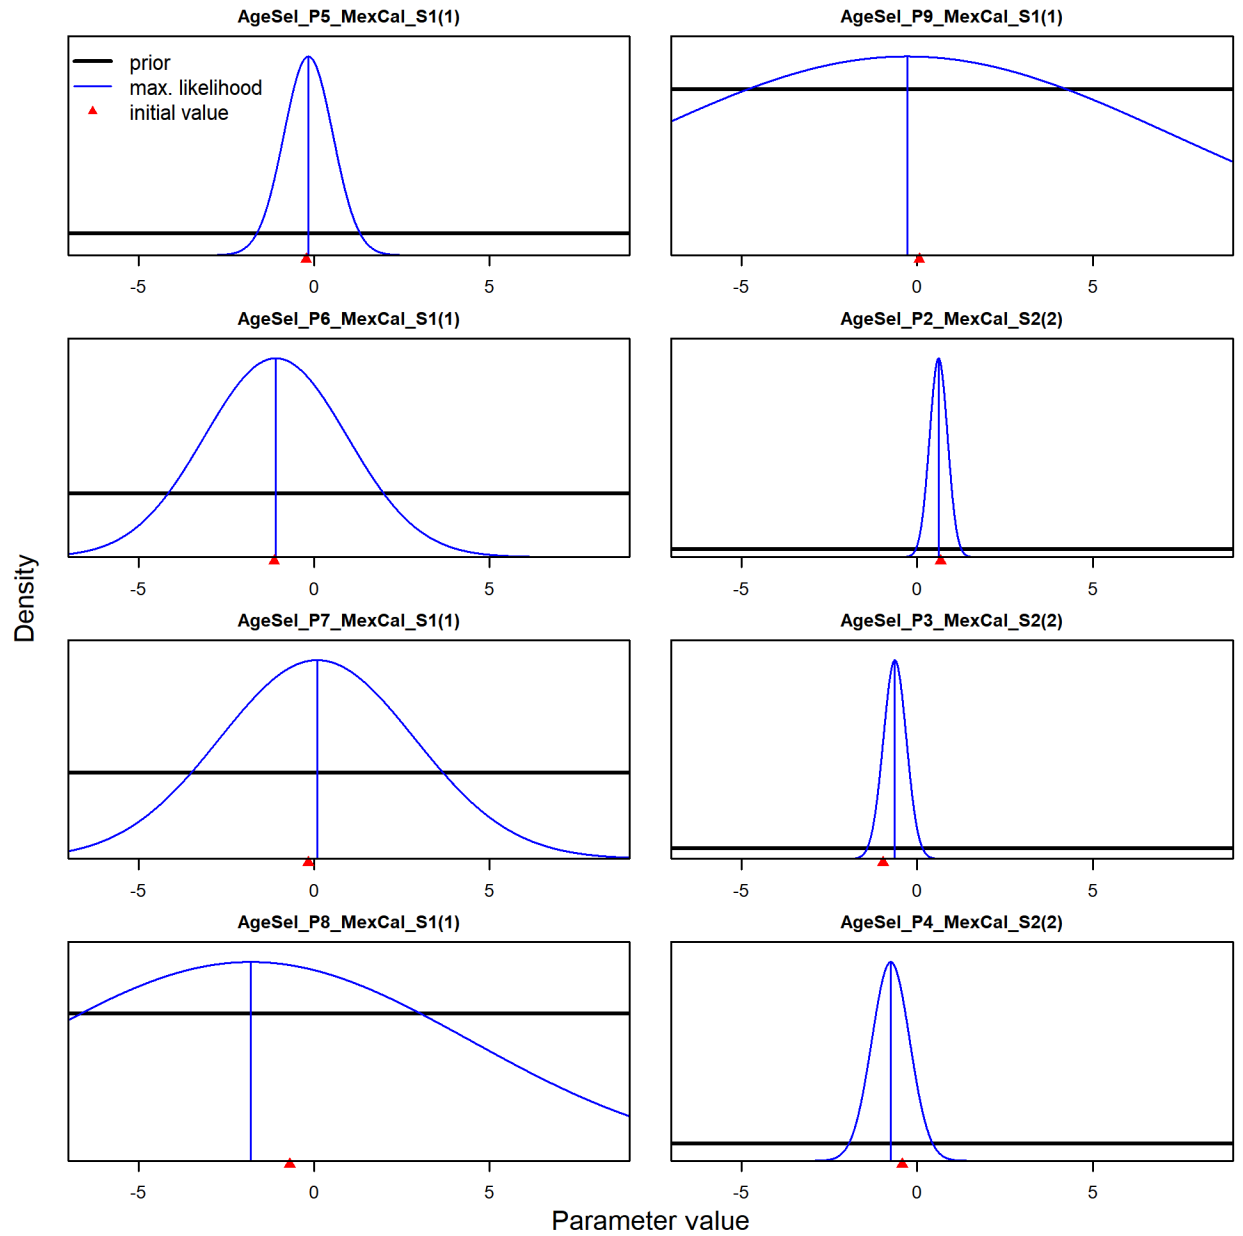 AgeSel_P5_MexCal_S1(1)
prior
max. likelihood
initial value
-5 0 5
AgeSel_P9_MexCal_S1(1)
-5 0 5
AgeSel_P6_MexCal_S1(1)
-5 0 5
AgeSel_P2_MexCal_S2(2)
-5 0 5
AgeSel_P7_MexCal_S1(1)
-5 0 5
AgeSel_P3_MexCal_S2(2)
-5 0 5
AgeSel_P8_MexCal_S1(1)
-5 0 5
AgeSel_P4_MexCal_S2(2)
-5 0 5
Density
Parameter value